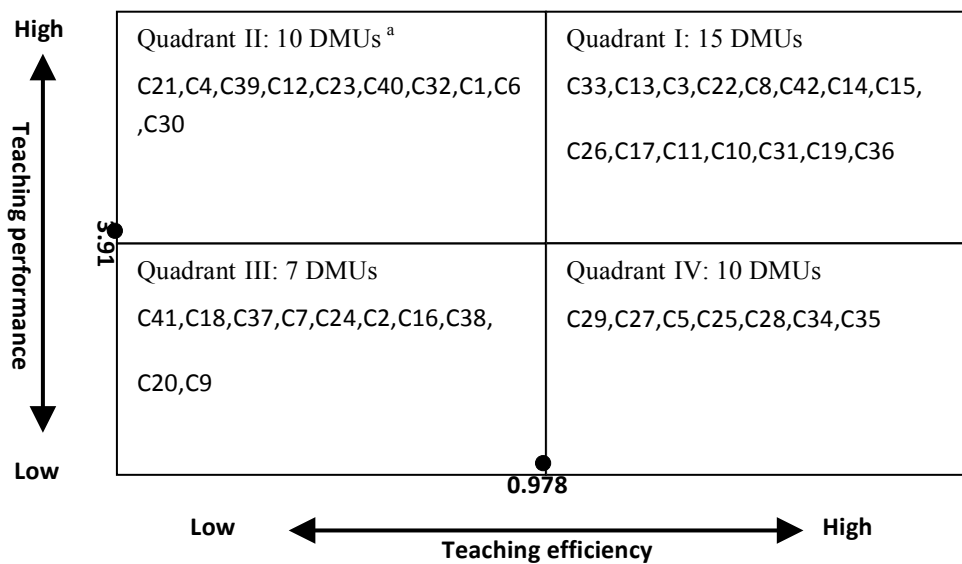 High
Quadrant II: 10 DMUs a
C21,C4,C39,C12,C23,C40,C32,C1,C6
,C30
Quadrant I: 15 DMUs
C33,C13,C3,C22,C8,C42,C14,C15,
C26,C17,C11,C10,C31,C19,C36
Teaching performance
3.91
Quadrant III: 7 DMUs
C41,C18,C37,C7,C24,C2,C16,C38,
C20,C9
Quadrant IV: 10 DMUs
C29,C27,C5,C25,C28,C34,C35
Low
0.978
Low
High
Teaching efficiency